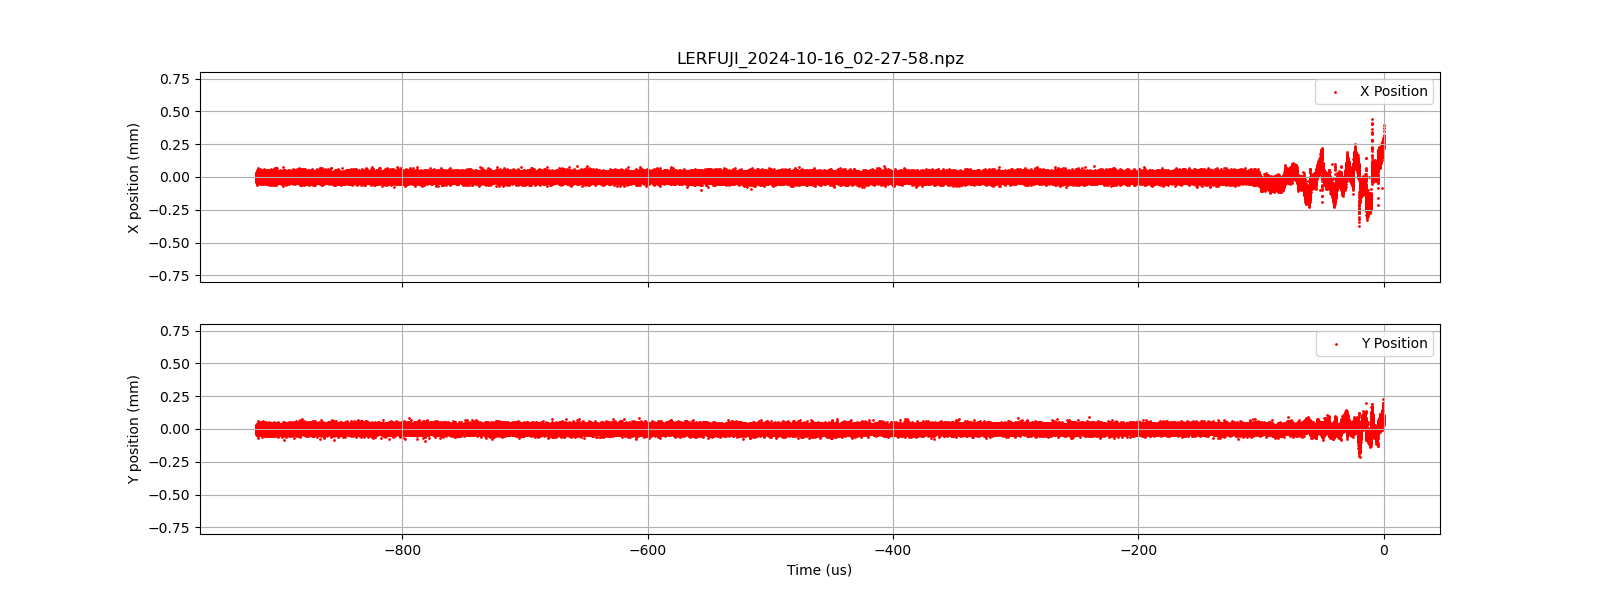 LERFUJI_2024-10-16_02-27-58.npz
X position (mm)
0.75
0.50
0.25
0.00
−0.25
−0.50
−0.75
X Position
Y position (mm)
0.75
0.50
0.25
0.00
−0.25
−0.50
−0.75
Y Position
−800 −600 −400 −200 0
Time (us)